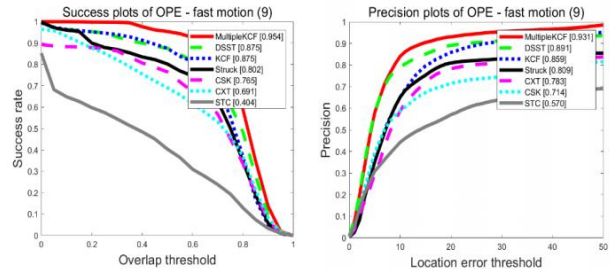 Success plots of OPE - fast motion (9)
MultipleKCF [0.954]
DSST [0.875]
KCF [0.875]
Struck [0.802]
CSK [0.765]
CXT [0.691]
STC [0.404]
Success rate
1
0.9
0.8
0.7
0.6
0.5
0.4
0.3
0.2
0.1
0
0 0.2 0.4 0.6 0.8 1
Overlap threshold
Precision plots of OPE - fast motion (9)
MultipleKCF [0.931]
DSST [0.891]
KCF [0.859]
Struck [0.809]
CXT [0.783]
CSK [0.714]
STC [0.570]
Precision
1
0.9
0.8
0.7
0.6
0.5
0.4
0.3
0.2
0.1
0
0 10 20 30 40 50
Location error threshold